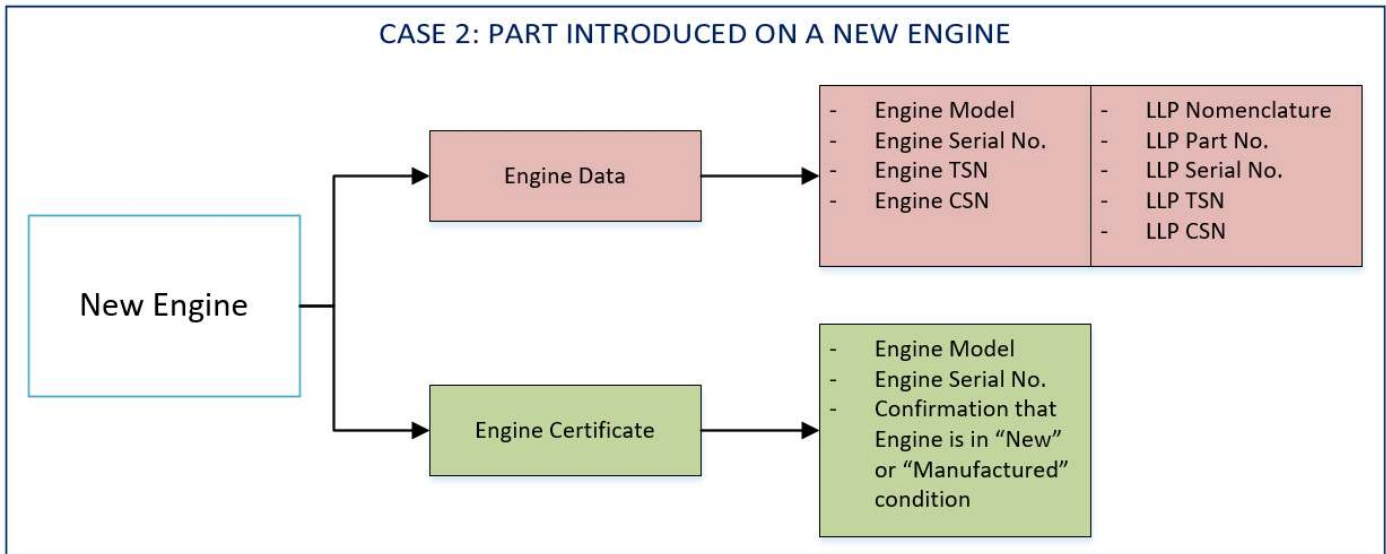 CASE 2: PART INTRODUCED ON A NEW ENGINE
New Engine
Engine Data
- Engine Model
- Engine Serial No.
- Engine TSN
- Engine CSN
- LLP Nomenclature
- LLP Part No.
- LLP Serial No.
- LLP TSN
- LLP CSN
Engine Certificate
- Engine Model
- Engine Serial No.
- Confirmation that
Engine is in “New”
or “Manufactured”
condition